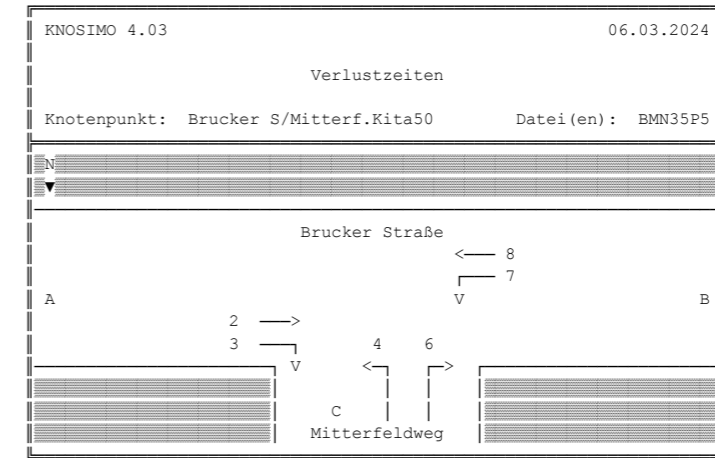 KNOSIMO 4.03 06.03.2024
Verlustzeiten
Knotenpunkt: Brucker S/Mitterf.Kita50 Datei(en): BMN35P5
N
▼
Brucker Straße
<─── 8
┌─── 7
A V B
2 ───>
3 ───┐ 4 6
V <─┐ ┌─>
C
Mitterfeldweg